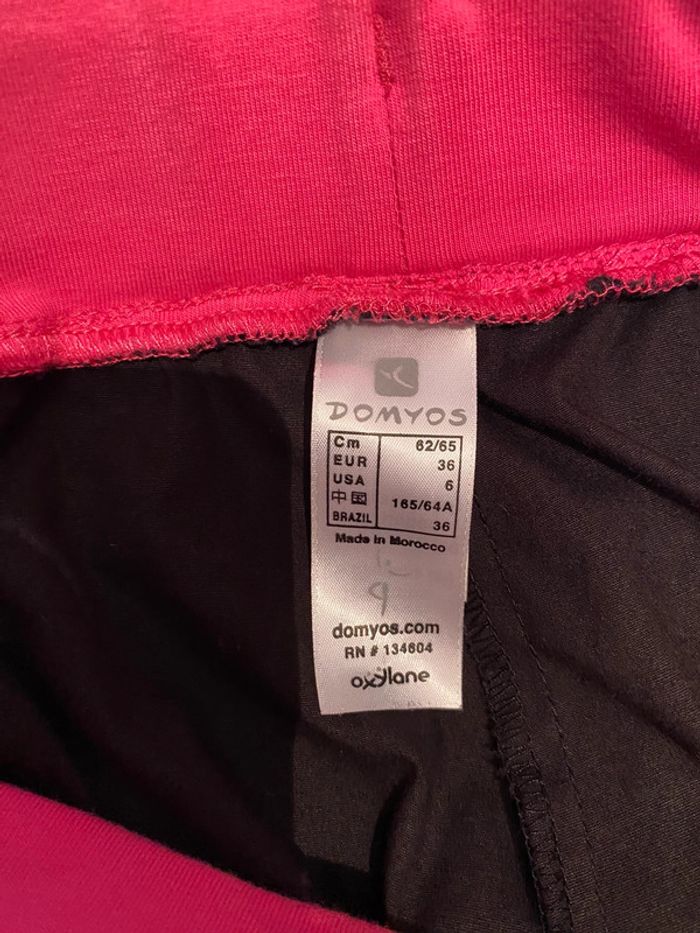 DOMYOS
Cm 62/65
EUR 36
USA 6
中国 165/64A
BRAZIL 36
Made in Morocco
domyos.com
RN # 134604
oxylane